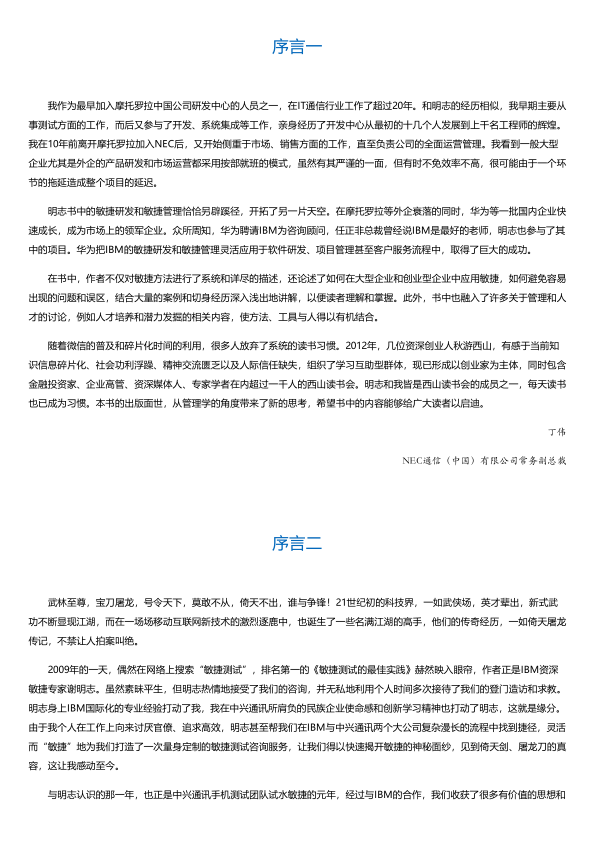 序言一
我作为最早加入摩托罗拉中国公司研发中心的人员之一，在IT通信行业工作了超过20年。和明志的经历相似，我早期主要从
事测试方面的工作，而后又参与了开发、系统集成等工作，亲身经历了开发中心从最初的十几个人发展到上千名工程师的辉煌。
我在10年前离开摩托罗拉加入NEC后，又开始侧重于市场、销售方面的工作，直至负责公司的全面运营管理。我看到一般大型
企业尤其是外企的产品研发和市场运营都采用按部就班的模式，虽然有其严谨的一面，但有时不免效率不高，很可能由于一个环
节的拖延造成整个项目的延迟。
明志书中的敏捷研发和敏捷管理恰恰另辟蹊径，开拓了另一片天空。在摩托罗拉等外企衰落的同时，华为等一批国内企业快
速成长，成为市场上的领军企业。众所周知，华为聘请IBM为咨询顾问，任正非总裁曾经说IBM是最好的老师，明志也参与了其
中的项目。华为把IBM的敏捷研发和敏捷管理灵活应用于软件研发、项目管理甚至客户服务流程中，取得了巨大的成功。
在书中，作者不仅对敏捷方法进行了系统和详尽的描述，还论述了如何在大型企业和创业型企业中应用敏捷，如何避免容易
出现的问题和误区，结合大量的案例和切身经历深入浅出地讲解，以便读者理解和掌握。此外，书中也融入了许多关于管理和人
才的讨论，例如人才培养和潜力发掘的相关内容，使方法、工具与人得以有机结合。
随着微信的普及和碎片化时间的利用，很多人放弃了系统的读书习惯。2012年，几位资深创业人秋游西山，有感于当前知
识信息碎片化、社会功利浮躁、精神交流匮乏以及人际信任缺失，组织了学习互助型群体，现已形成以创业家为主体，同时包含
金融投资家、企业高管、资深媒体人、专家学者在内超过一千人的西山读书会。明志和我皆是西山读书会的成员之一，每天读书
也已成为习惯。本书的出版面世，从管理学的角度带来了新的思考，希望书中的内容能够给广大读者以启迪。
丁伟
NEC通信（中国）有限公司常务副总裁
序言二
武林至尊，宝刀屠龙，号令天下，莫敢不从，倚天不出，谁与争锋！21世纪初的科技界，一如武侠场，英才辈出，新式武
功不断显现江湖，而在一场场移动互联网新技术的激烈逐鹿中，也诞生了一些名满江湖的高手，他们的传奇经历，一如倚天屠龙
传记，不禁让人拍案叫绝。
2009年的一天，偶然在网络上搜索“敏捷测试”，排名第一的《敏捷测试的最佳实践》赫然映入眼帘，作者正是IBM资深
敏捷专家谢明志。虽然素昧平生，但明志热情地接受了我们的咨询，并无私地利用个人时间多次接待了我们的登门造访和求教。
明志身上IBM国际化的专业经验打动了我，我在中兴通讯所肩负的民族企业使命感和创新学习精神也打动了明志，这就是缘分。
由于我个人在工作上向来讨厌官僚、追求高效，明志甚至帮我们在IBM与中兴通讯两个大公司复杂漫长的流程中找到捷径，灵活
而“敏捷”地为我们打造了一次量身定制的敏捷测试咨询服务，让我们得以快速揭开敏捷的神秘面纱，见到倚天剑、屠龙刀的真
容，这让我感动至今。
与明志认识的那一年，也正是中兴通讯手机测试团队试水敏捷的元年，经过与IBM的合作，我们收获了很多有价值的思想和